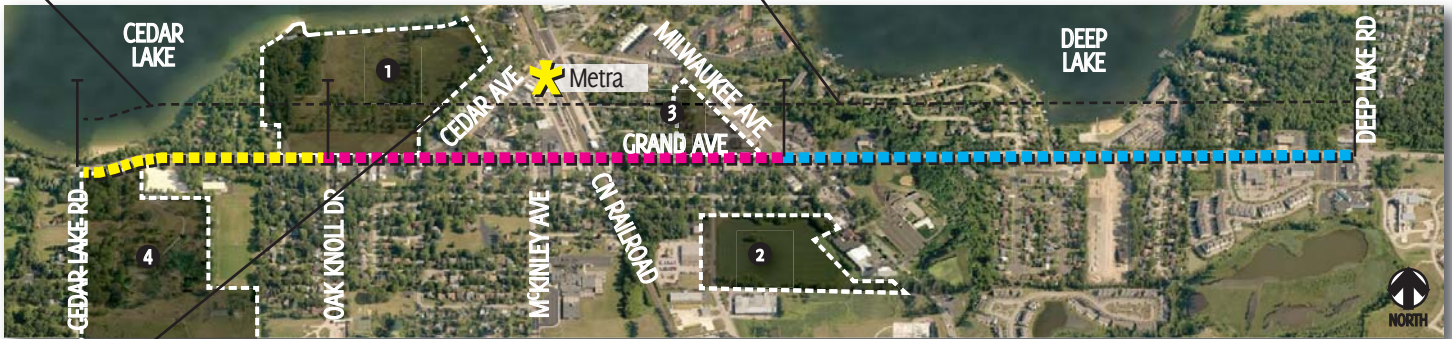 CEDAR
LAKE
1
CEDAR AVE
Metra
MILWAUKEE AVE
3
GRAND AVE
DEEP
LAKE
DEEP LAKE RD
CEDAR LAKE RD
4
OAK KNOLL DR
McKINLEY AVE
CN RAILROAD
2
NORTH